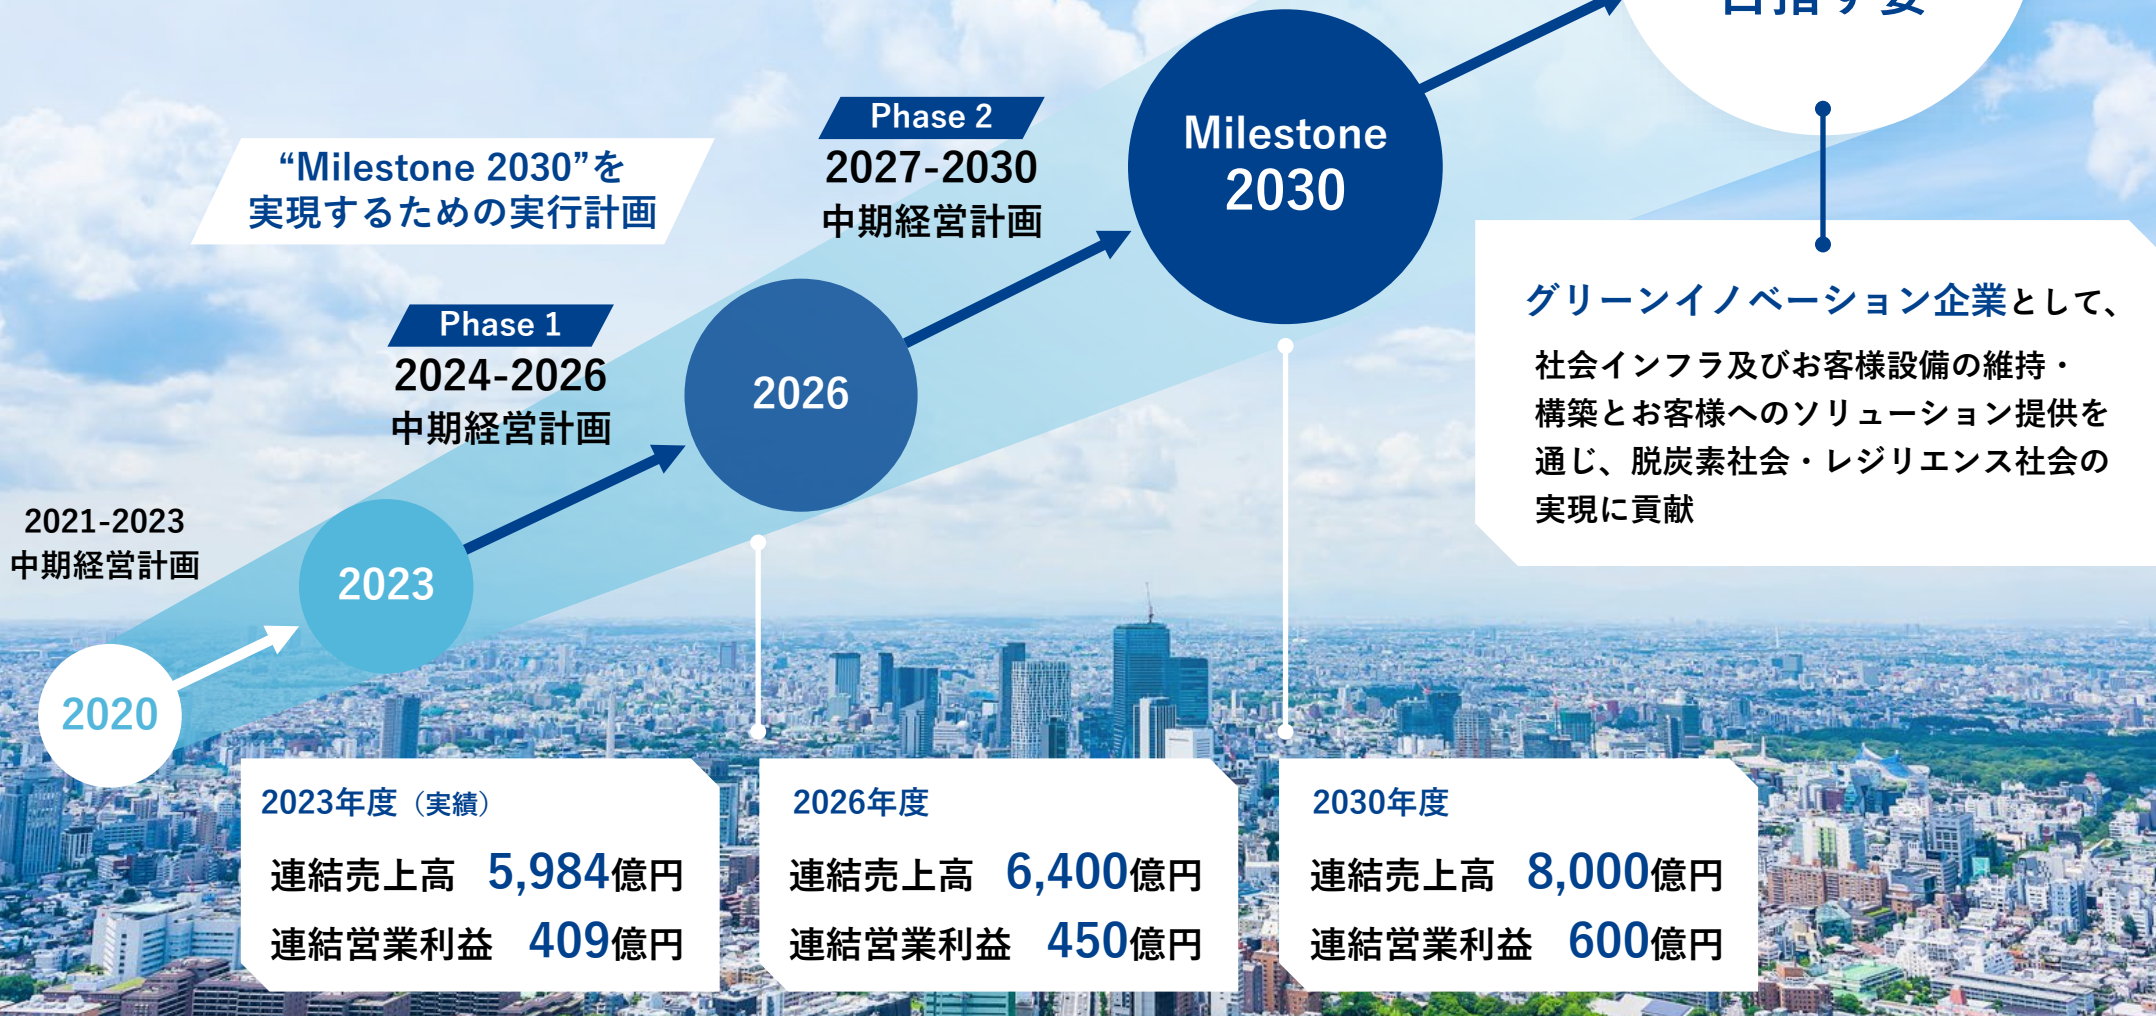 目指す姿
Milestone
2030
Phase 2
2027-2030
中期経営計画
“Milestone 2030”を
実現するための実行計画
Phase 1
2024-2026
中期経営計画
2026
グリーンイノベーション企業として、
社会インフラ及びお客様設備の維持・
構築とお客様へのソリューション提供を
通じ、脱炭素社会・レジリエンス社会の
実現に貢献
2021-2023
中期経営計画
2023
2020
2023年度（実績）
連結売上高 5,984億円
連結営業利益 409億円
2026年度
連結売上高 6,400億円
連結営業利益 450億円
2030年度
連結売上高 8,000億円
連結営業利益 600億円